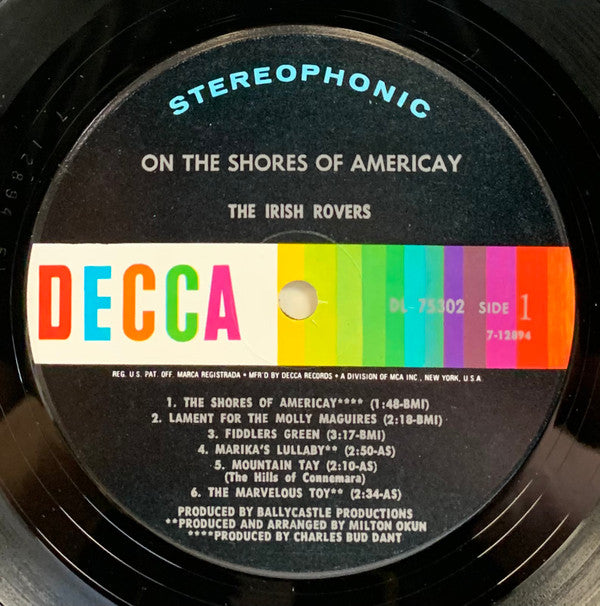 STEREOPHONIC
ON THE SHORES OF AMERICAY
THE IRISH ROVERS
DECCA
DL-75302 SIDE 1
7-12894
REG. U.S. PAT. OFF. MARCA REGISTRADA • MFR'D BY DECCA RECORDS • A DIVISION OF MCA INC., NEW YORK, U.S.A
1. THE SHORES OF AMERICAY**** (1:48-BMI)
2. LAMENT FOR THE MOLLY MAGUIRES (2:18-BMI)
3. FIDDLERS GREEN (3:17-BMI)
4. MARIKA'S LULLABY** (2:50-AS)
5. MOUNTAIN TAY (2:10-AS)
(The Hills of Connemara)
6. THE MARVELOUS TOY** (2:34-AS)
PRODUCED BY BALLYCASTLE PRODUCTIONS
**PRODUCED AND ARRANGED BY MILTON OKUN
****PRODUCED BY CHARLES BUD DANT